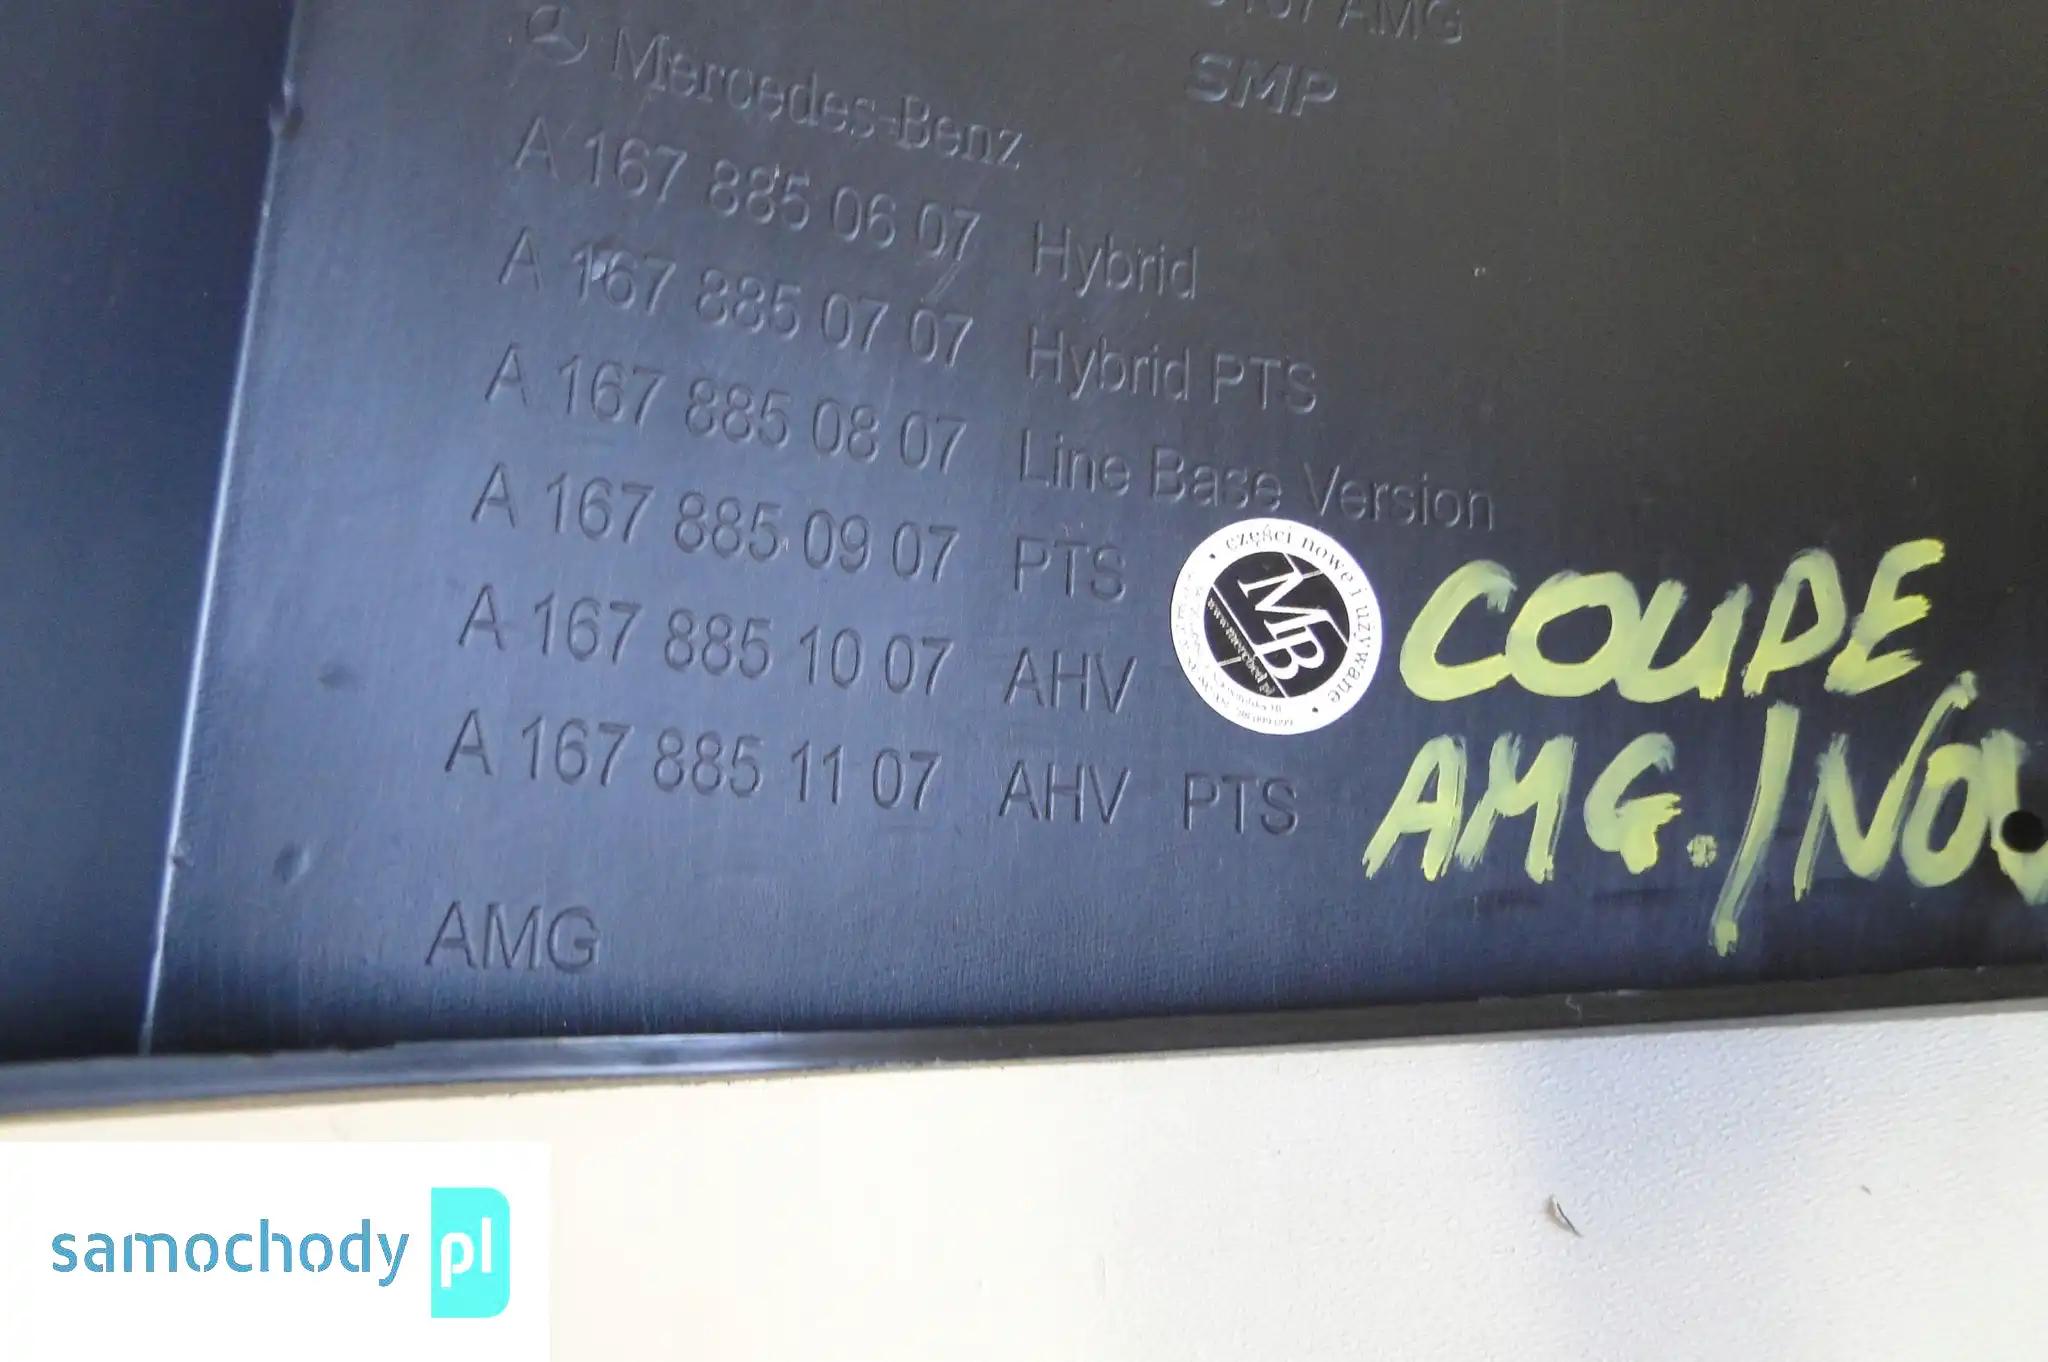 AMG
SMP
Mercedes-Benz
A 167 885 06 07 Hybrid
A 167 885 07 07 Hybrid PTS
A 167 885 08 07 Line Base Version
A 167 885 09 07 PTS
A 167 885 10 07 AHV
A 167 885 11 07 AHV PTS
AMG
części nowe i używane
MB
COUPE
AMG. / NOW
samochody pl